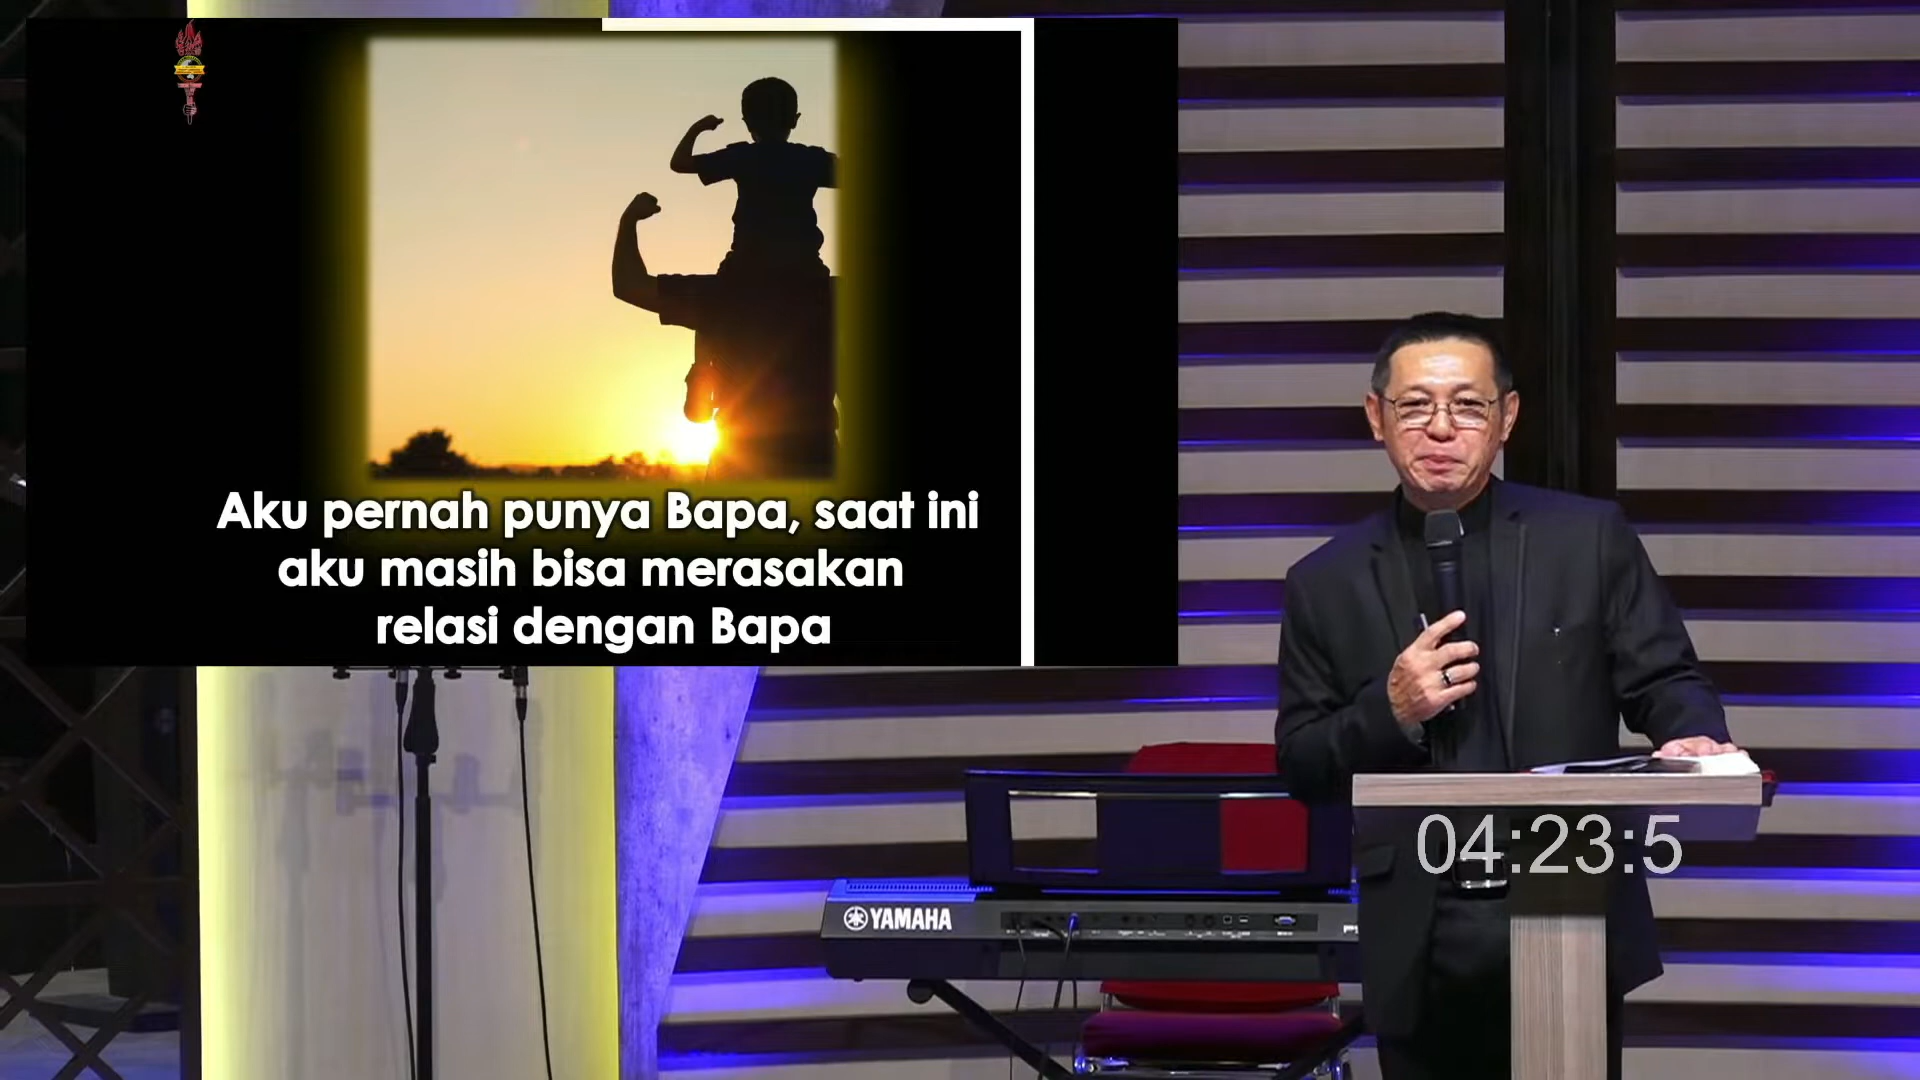 Aku pernah punya Bapa, saat ini
aku masih bisa merasakan
relasi dengan Bapa
04:23:5
YAMAHA